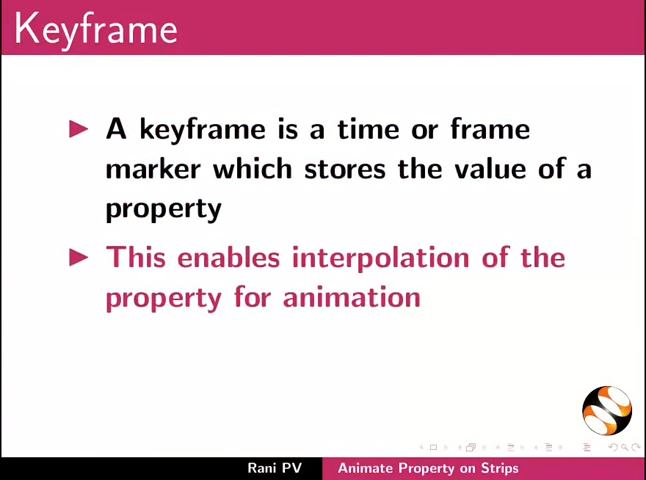 Keyframe
A keyframe is a time or frame
marker which stores the value of a
property
This enables interpolation of the
property for animation
Rani PV
Animate Property on Strips